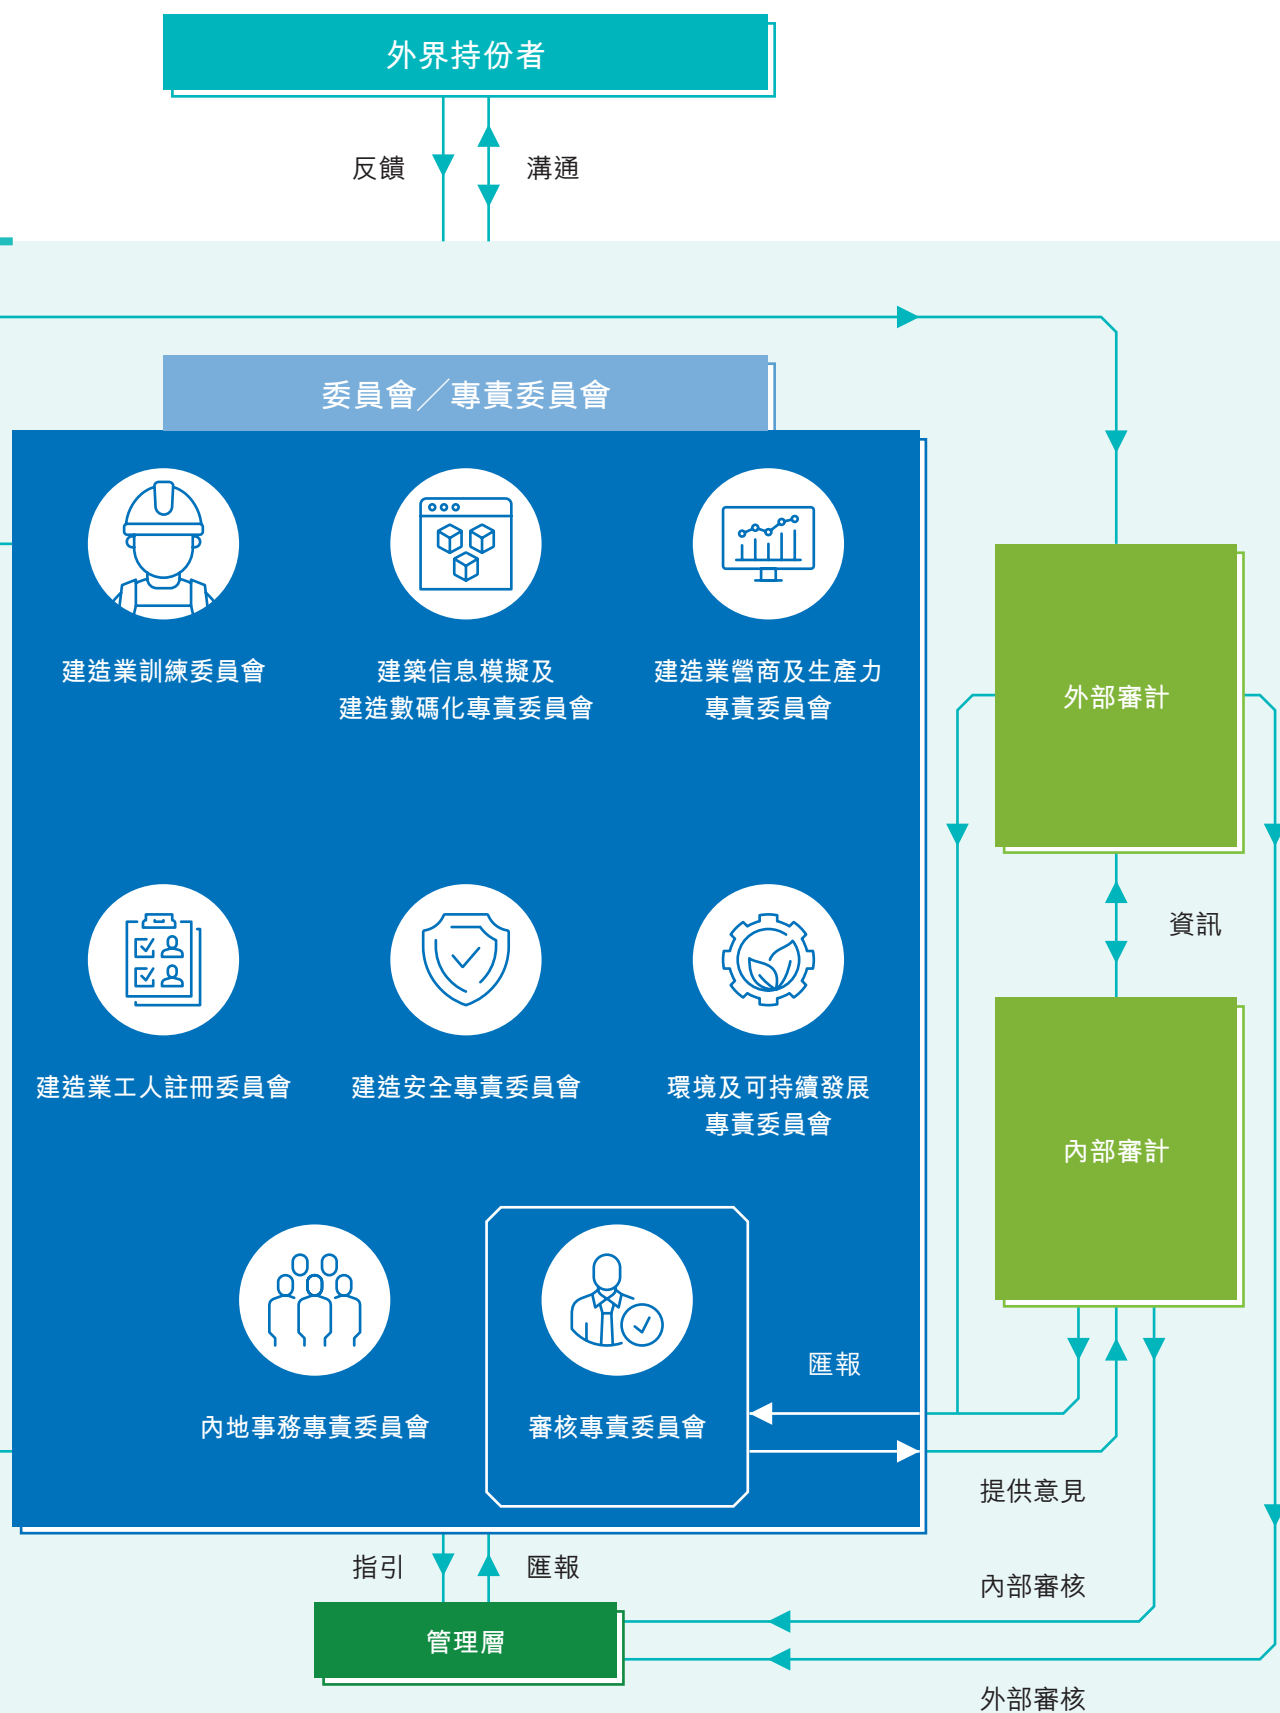 外界持份者
反饋
溝通
委員會／專責委員會
建造業訓練委員會
建築信息模擬及
建造數碼化專責委員會
建造業營商及生產力
專責委員會
外部審計
資訊
建造業工人註冊委員會
建造安全專責委員會
環境及可持續發展
專責委員會
內部審計
內地事務專責委員會
審核專責委員會
匯報
提供意見
指引
匯報
內部審核
管理層
外部審核